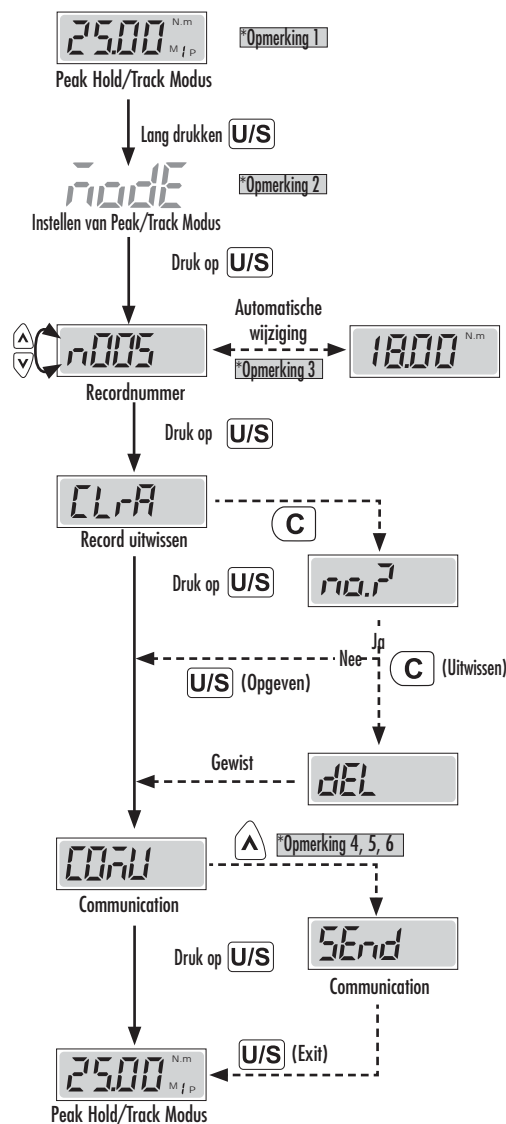 25.00 N.m M 1 P
*Opmerking 1
Peak Hold/Track Modus
Lang drukken U/S
modE
*Opmerking 2
Instellen van Peak/Track Modus
Druk op U/S
n005
Automatische
wijziging
*Opmerking 3
18.00 N.m
Recordnummer
Druk op U/S
CLrA
Record uitwissen
C
Druk op U/S
no.?
Ja
Nee
C (Uitwissen)
U/S (Opgeven)
Gewist
dEL
*Opmerking 4, 5, 6
COMU
Communication
SEnd
Communication
Druk op U/S
U/S (Exit)
25.00 N.m M 1 P
Peak Hold/Track Modus